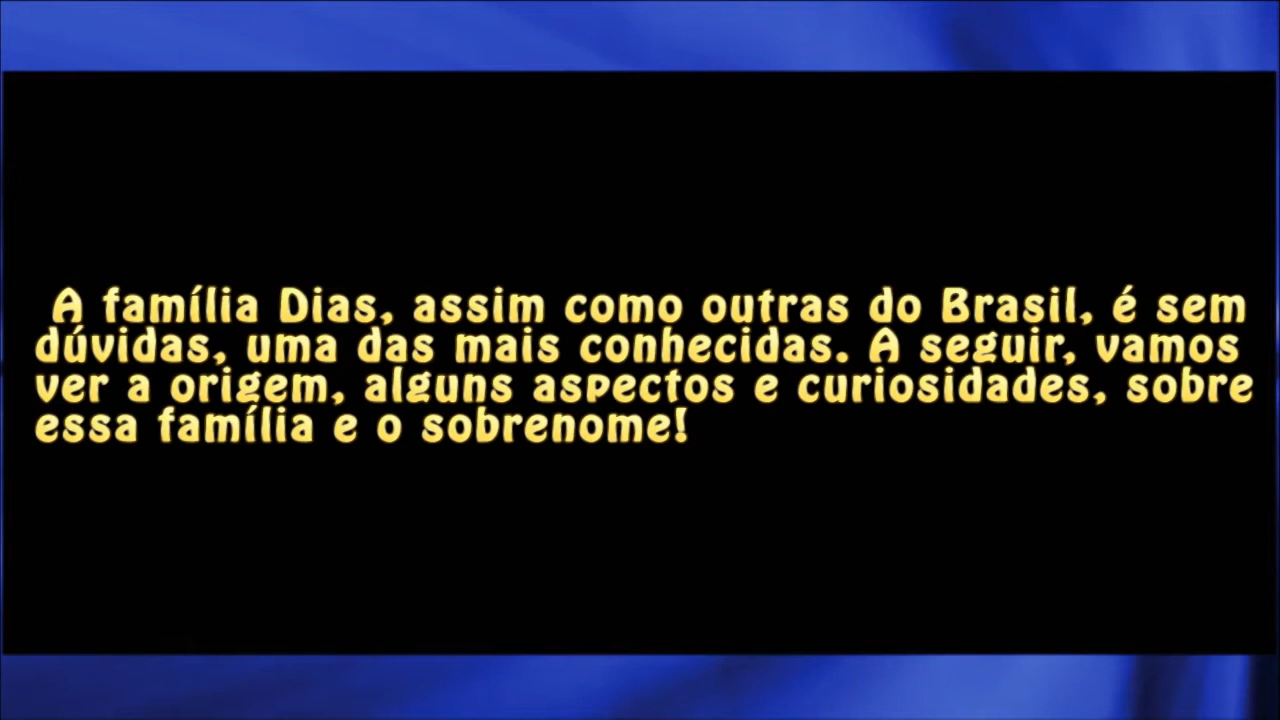 A família Dias, assim como outras do Brasil, é sem
dúvidas, uma das mais conhecidas. A seguir, vamos
ver a origem, alguns aspectos e curiosidades, sobre
essa família e o sobrenome!